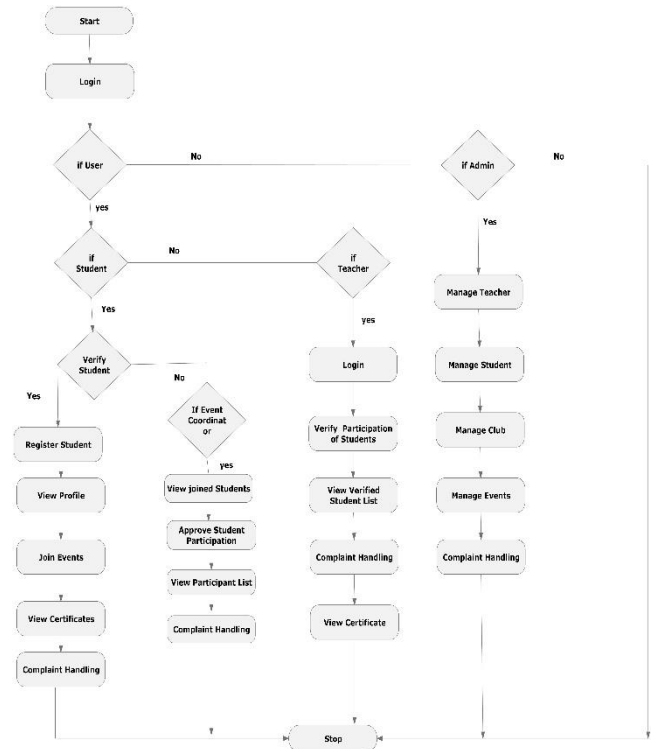 Start
Login
if User
No
if Admin
No
yes
Yes
if
Student
No
if
Teacher
Yes
yes
Manage Teacher
Verify
Student
No
Login
Manage Student
Yes
If Event
Coordinat
or
Register Student
yes
Verify Participation
of Students
Manage Club
View Profile
View joined Students
View Verified
Student List
Manage Events
Join Events
Approve Student
Participation
Complaint Handling
Complaint Handling
View Participant List
View Certificates
Complaint Handling
View Certificate
Complaint Handling
Stop